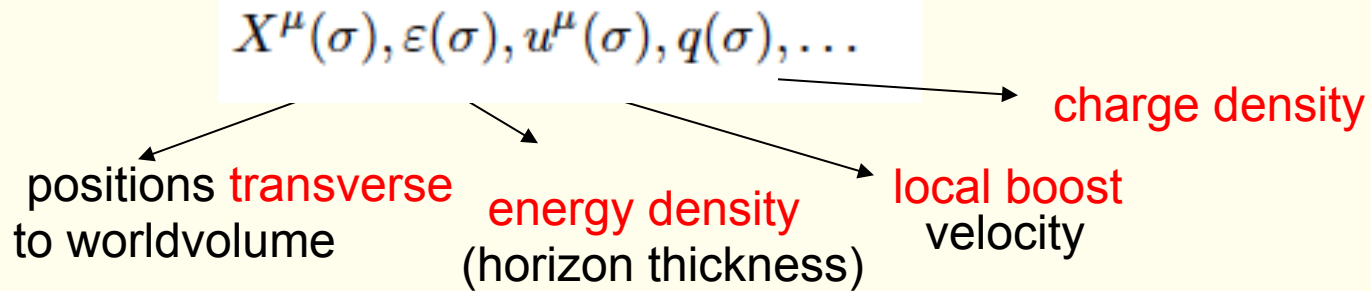 X^μ(σ), ε(σ), u^μ(σ), q(σ), …
charge density
positions transverse
to worldvolume
energy density
(horizon thickness)
local boost
velocity